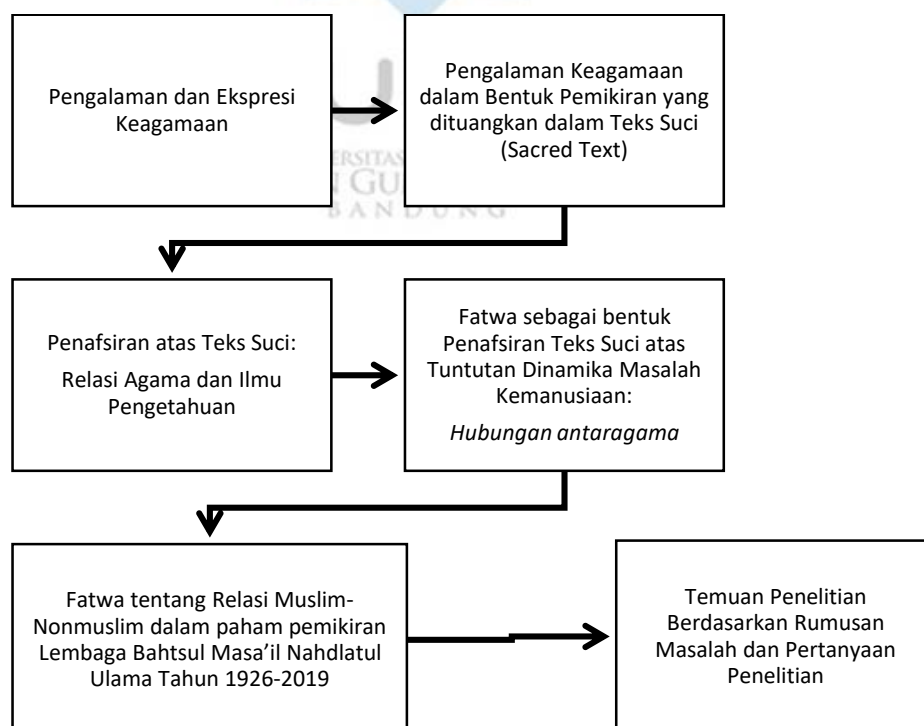 Pengalaman dan Ekspresi
Keagamaan
Pengalaman Keagamaan
dalam Bentuk Pemikiran yang
dituangkan dalam Teks Suci
(Sacred Text)
BANDUNG
Penafsiran atas Teks Suci:
Relasi Agama dan Ilmu
Pengetahuan
Fatwa sebagai bentuk
Penafsiran Teks Suci atas
Tuntutan Dinamika Masalah
Kemanusiaan:
Hubungan antaragama
Fatwa tentang Relasi Muslim-
Nonmuslim dalam paham pemikiran
Lembaga Bahtsul Masa’il Nahdlatul
Ulama Tahun 1926-2019
Temuan Penelitian
Berdasarkan Rumusan
Masalah dan Pertanyaan
Penelitian